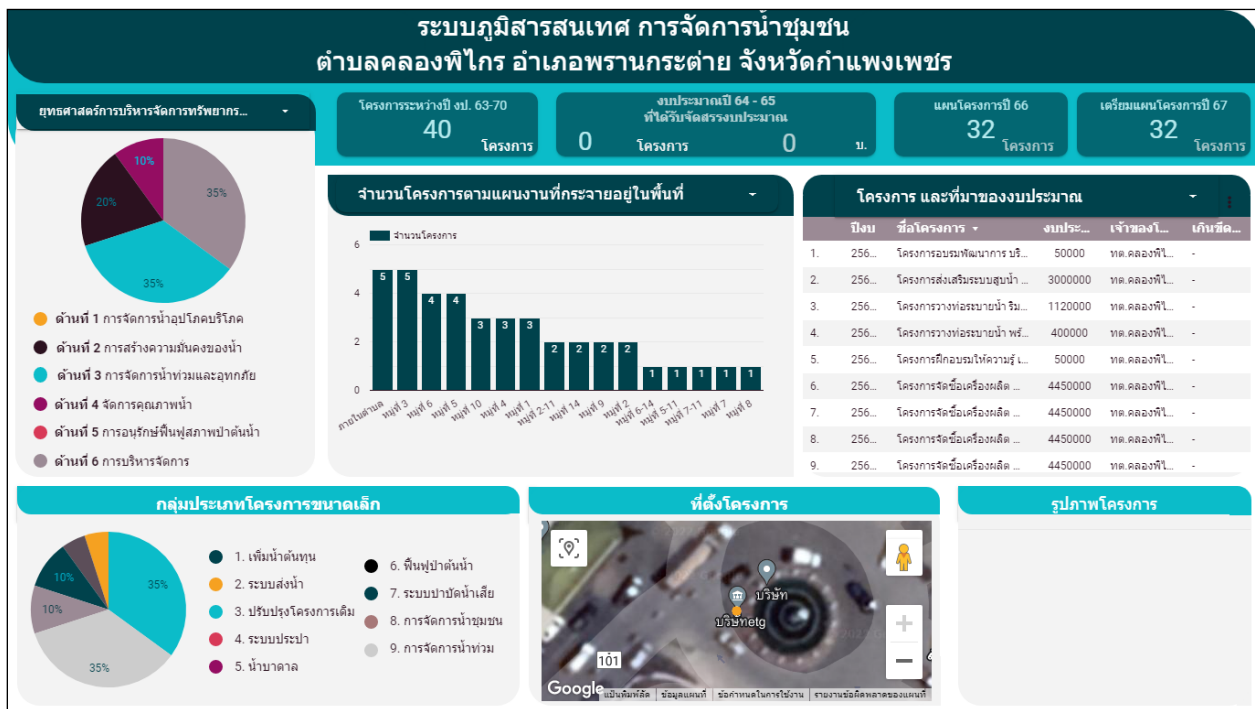 ระบบภูมิสารสนเทศ การจัดการน้ำชุมชน
ตำบลคลองพิไกร อำเภอพรานกระต่าย จังหวัดกำแพงเพชร
ยุทธศาสตร์การบริหารจัดการทรัพยากร...
โครงการระหว่างปี งป. 63-70
40
โครงการ
งบประมาณปี 64 - 65
ที่ได้รับจัดสรรงบประมาณ
0 โครงการ 0 บ.
แผนโครงการปี 66
32
โครงการ
เตรียมแผนโครงการปี 67
32
โครงการ
10%
35%
20%
35%
ด้านที่ 1 การจัดการน้ำอุปโภคบริโภค
ด้านที่ 2 การสร้างความมั่นคงของน้ำ
ด้านที่ 3 การจัดการน้ำท่วมและอุทกภัย
ด้านที่ 4 จัดการคุณภาพน้ำ
ด้านที่ 5 การอนุรักษ์ฟื้นฟูสภาพป่าต้นน้ำ
ด้านที่ 6 การบริหารจัดการ
จำนวนโครงการตามแผนงานที่กระจายอยู่ในพื้นที่
จำนวนโครงการ
6
4
2
0
5 5 4 4 3 3 3 2 2 2 2 1 1 1 1 1
ภายในตำบล หมู่ที่ 3 หมู่ที่ 6 หมู่ที่ 5 หมู่ที่ 10 หมู่ที่ 4 หมู่ที่ 1 หมู่ที่ 2-11 หมู่ที่ 14 หมู่ที่ 9 หมู่ที่ 2 หมู่ที่ 6-14 หมู่ที่ 5-11 หมู่ที่ 7-11 หมู่ที่ 7 หมู่ที่ 8
โครงการ และที่มาของงบประมาณ
ปีงบ ชื่อโครงการ งบประ... เจ้าของโ... เกินขีด...
1. 256... โครงการอบรมพัฒนาการ บริ... 50000 ทต.คลองพิไ... -
2. 256... โครงการส่งเสริมระบบสูบน้ำ ... 3000000 ทต.คลองพิไ... -
3. 256... โครงการวางท่อระบายน้ำ ริม... 1120000 ทต.คลองพิไ... -
4. 256... โครงการวางท่อระบายน้ำ พร้... 400000 ทต.คลองพิไ... -
5. 256... โครงการฝึกอบรมให้ความรู้ เ... 50000 ทต.คลองพิไ... -
6. 256... โครงการจัดซื้อเครื่องผลิต ... 4450000 ทต.คลองพิไ... -
7. 256... โครงการจัดซื้อเครื่องผลิต ... 4450000 ทต.คลองพิไ... -
8. 256... โครงการจัดซื้อเครื่องผลิต ... 4450000 ทต.คลองพิไ... -
9. 256... โครงการจัดซื้อเครื่องผลิต ... 4450000 ทต.คลองพิไ... -
กลุ่มประเภทโครงการขนาดเล็ก
35%
10%
10%
35%
1. เพิ่มน้ำต้นทุน
2. ระบบส่งน้ำ
3. ปรับปรุงโครงการเดิม
4. ระบบประปา
5. น้ำบาดาล
6. ฟื้นฟูป่าต้นน้ำ
7. ระบบบำบัดน้ำเสีย
8. การจัดการน้ำชุมชน
9. การจัดการน้ำท่วม
ที่ตั้งโครงการ
บริษัท
บริษัทetg
101
Google
แป้นพิมพ์ลัด ข้อมูลแผนที่ ข้อกำหนดในการใช้งาน รายงานข้อผิดพลาดของแผนที่
รูปภาพโครงการ